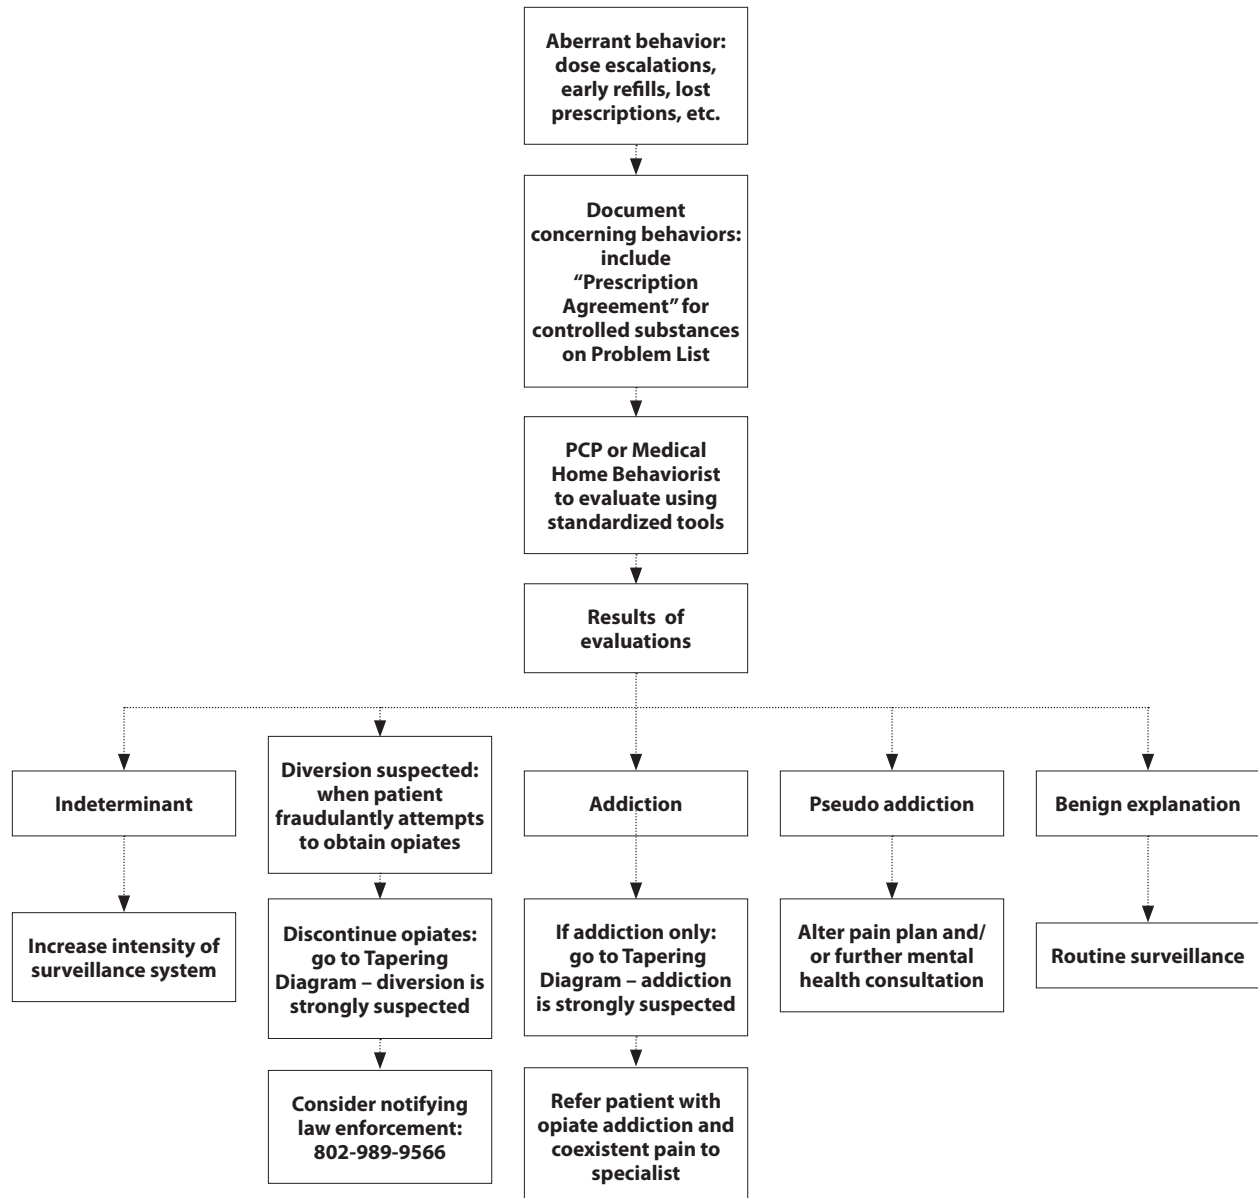 Aberrant behavior:
dose escalations,
early refills, lost
prescriptions, etc.
Document
concerning behaviors:
include
“Prescription
Agreement” for
controlled substances
on Problem List
PCP or Medical
Home Behaviorist
to evaluate using
standardized tools
Results of
evaluations
Indeterminant
Diversion suspected:
when patient
fraudulantly attempts
to obtain opiates
Addiction
Pseudo addiction
Benign explanation
Increase intensity of
surveillance system
Discontinue opiates:
go to Tapering
Diagram – diversion is
strongly suspected
If addiction only:
go to Tapering
Diagram – addiction
is strongly suspected
Alter pain plan and/
or further mental
health consultation
Routine surveillance
Consider notifying
law enforcement:
802-989-9566
Refer patient with
opiate addiction and
coexistent pain to
specialist